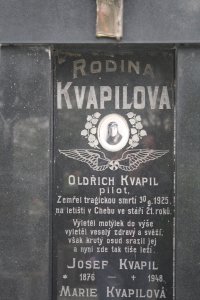 RODINA
KVAPILOVA
OLDŘICH KVAPIL
pilot,
Zemřel tragickou smrtí 30/9. 1925.
na letišti v Chebu ve stáří 21. roků.
Vyletěl motýlek do výše
vyletěl veselý zdravý a svěží,
však krutý osud srazil jej
a nyní zde tak tiše leží.
JOSEF KVAPIL
* 1876 - † 1948.
MARIE KVAPILOVÁ